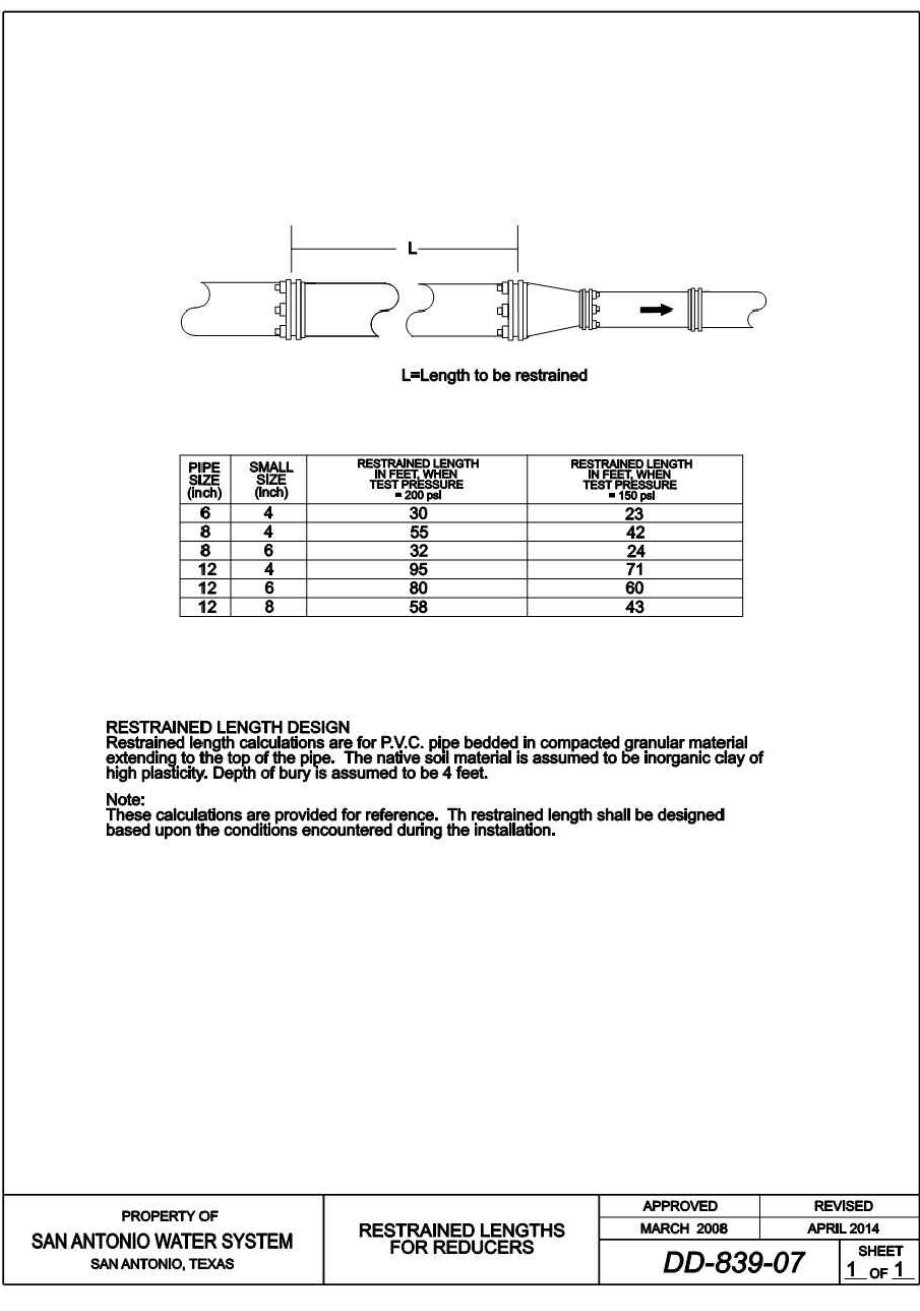 L
L=Length to be restrained
PIPE SIZE (inch) SMALL SIZE (inch) RESTRAINED LENGTH IN FEET, WHEN TEST PRESSURE = 200 psi RESTRAINED LENGTH IN FEET, WHEN TEST PRESSURE = 150 psi
6 4 30 23
8 4 55 42
8 6 32 24
12 4 95 71
12 6 80 60
12 8 58 43
RESTRAINED LENGTH DESIGN
Restrained length calculations are for P.V.C. pipe bedded in compacted granular material
extending to the top of the pipe. The native soil material is assumed to be inorganic clay of
high plasticity. Depth of bury is assumed to be 4 feet.
Note:
These calculations are provided for reference. Th restrained length shall be designed
based upon the conditions encountered during the installation.
PROPERTY OF
SAN ANTONIO WATER SYSTEM
SAN ANTONIO, TEXAS
RESTRAINED LENGTHS
FOR REDUCERS
APPROVED
MARCH 2008
REVISED
APRIL 2014
DD-839-07
SHEET
1 OF 1